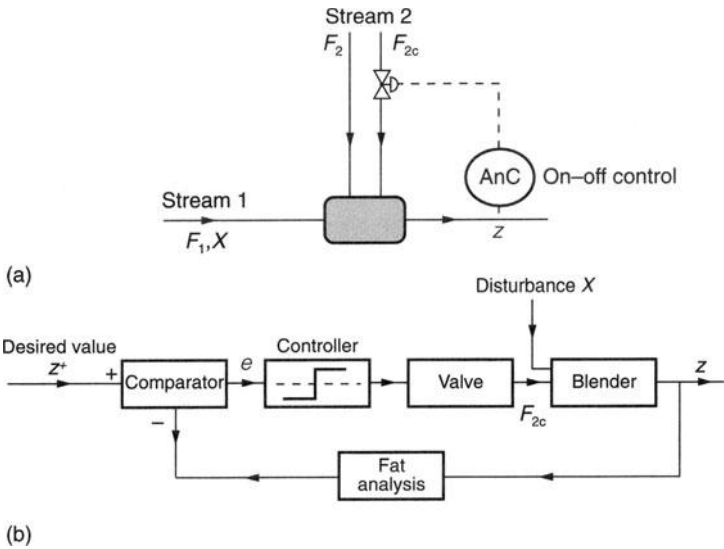 Stream 2
F2 F2c
AnC On–off control
Stream 1
F1,X
z
(a)
Disturbance X
Desired value
Controller
z+
+
Comparator
e
Valve
Blender
z
F2c
−
Fat
analysis
(b)